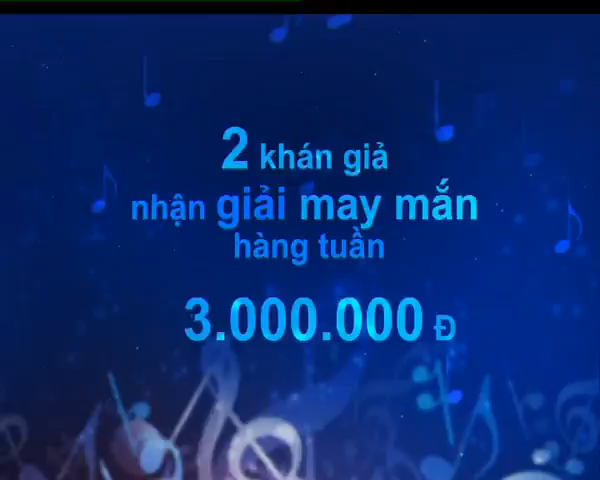 2 khán giả
nhận giải may mắn
hàng tuần
3.000.000 Đ